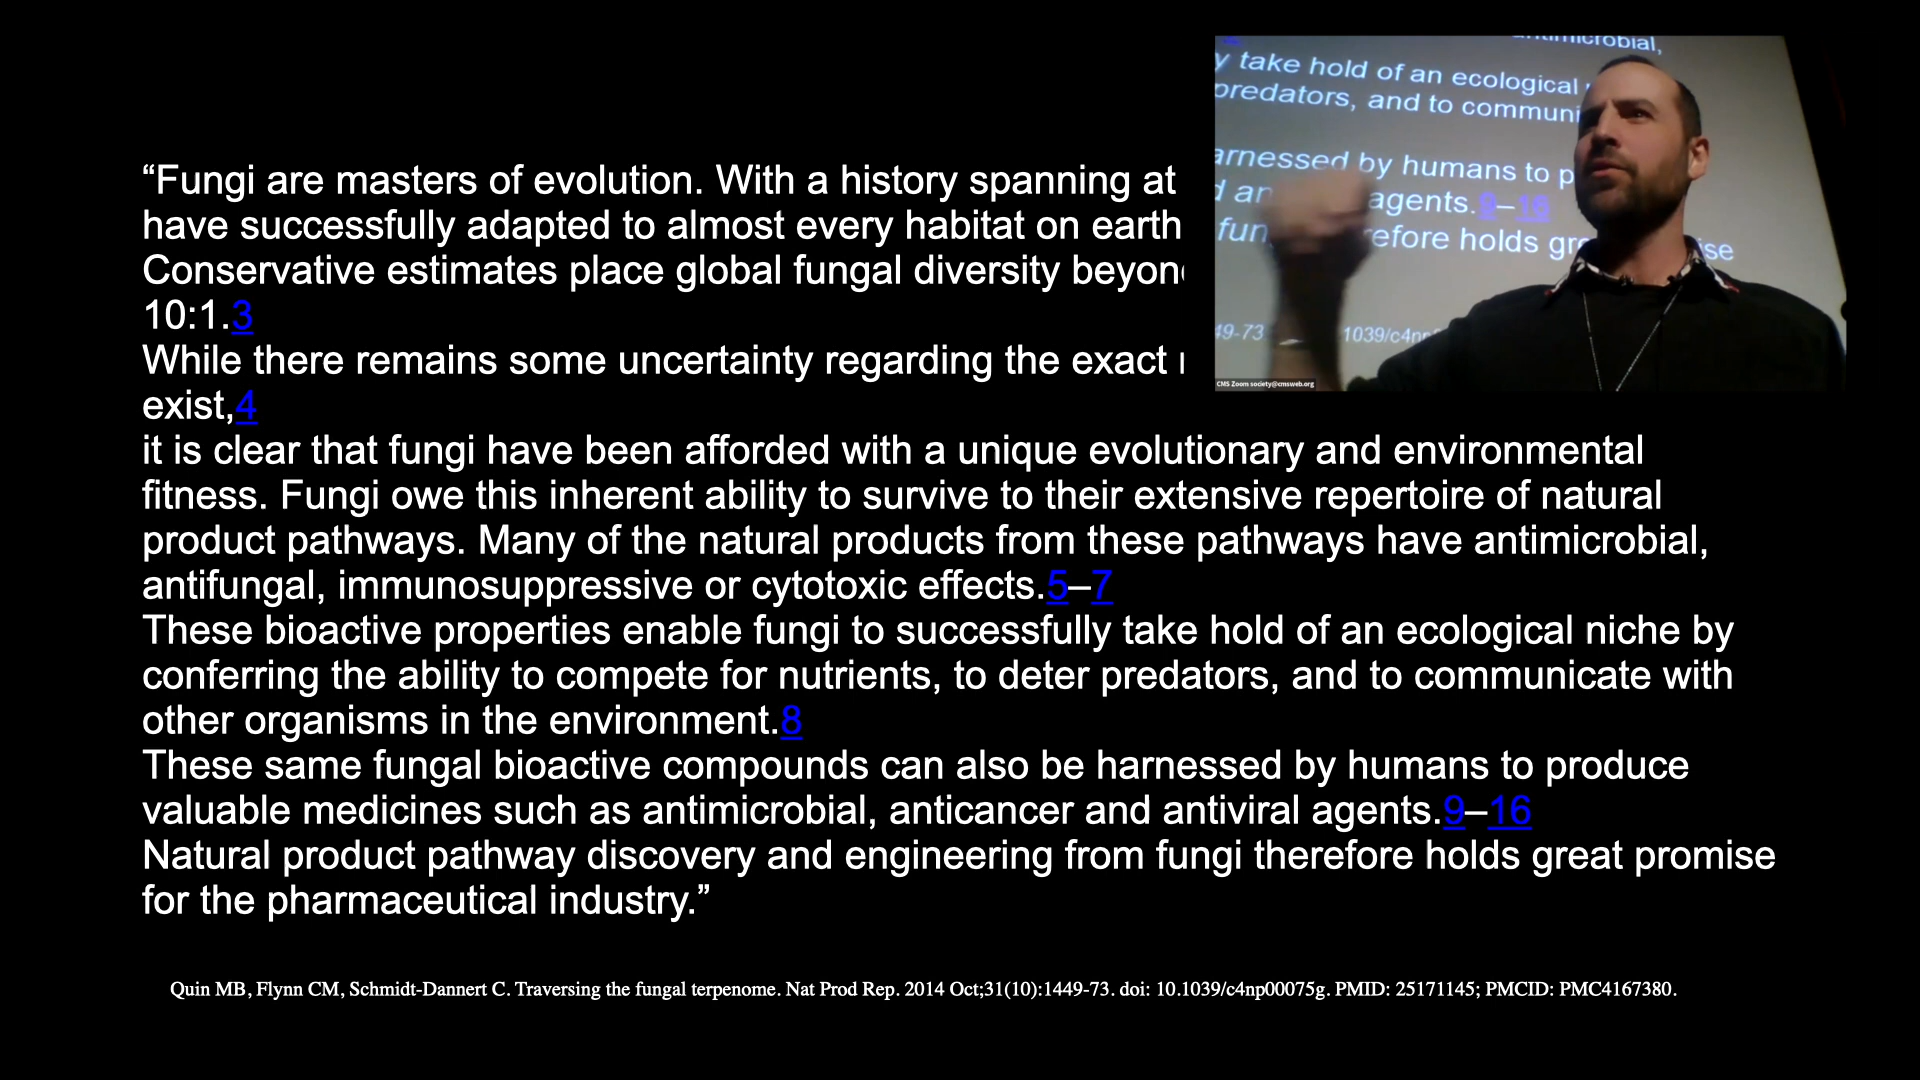 “Fungi are masters of evolution. With a history spanning at
have successfully adapted to almost every habitat on earth
Conservative estimates place global fungal diversity beyon
10:1.3
While there remains some uncertainty regarding the exact
exist,4
it is clear that fungi have been afforded with a unique evolutionary and environmental
fitness. Fungi owe this inherent ability to survive to their extensive repertoire of natural
product pathways. Many of the natural products from these pathways have antimicrobial,
antifungal, immunosuppressive or cytotoxic effects.5–7
These bioactive properties enable fungi to successfully take hold of an ecological niche by
conferring the ability to compete for nutrients, to deter predators, and to communicate with
other organisms in the environment.8
These same fungal bioactive compounds can also be harnessed by humans to produce
valuable medicines such as antimicrobial, anticancer and antiviral agents.9–16
Natural product pathway discovery and engineering from fungi therefore holds great promise
for the pharmaceutical industry.”
Quin MB, Flynn CM, Schmidt-Dannert C. Traversing the fungal terpenome. Nat Prod Rep. 2014 Oct;31(10):1449-73. doi: 10.1039/c4np00075g. PMID: 25171145; PMCID: PMC4167380.
antimicrobial,
y take hold of an ecological
predators, and to communi
arnessed by humans to p
d an agents.9–16
fun refore holds gre se
49-73 1039/c4np
CMS Zoom society@cmsweb.org